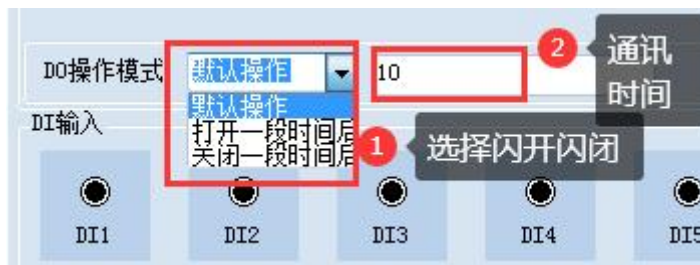 DO操作模式
默认操作
10
2
通讯
时间
默认操作
打开一段时间后
关闭一段时间后
1
选择闪开闪闭
DI输入
DI1
DI2
DI3
DI4
DI5